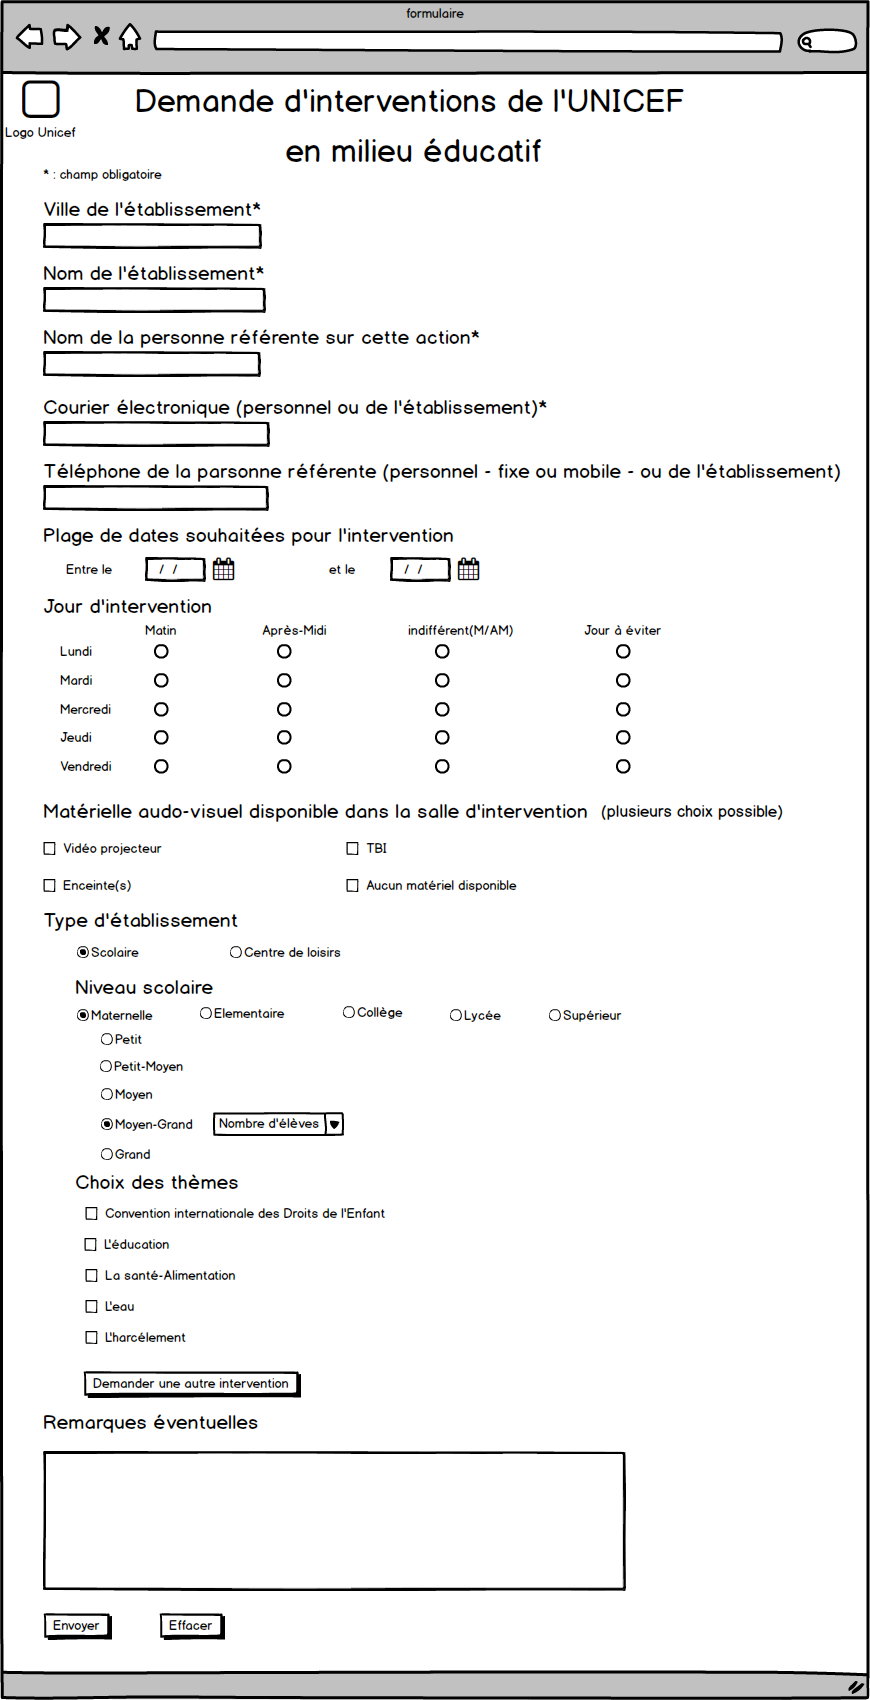 formulaire
Demande d'interventions de l'UNICEF
Logo Unicef
en milieu éducatif
* : champ obligatoire
Ville de l'établissement*
Nom de l'établissement*
Nom de la personne référente sur cette action*
Courier électronique (personnel ou de l'établissement)*
Téléphone de la parsonne référente (personnel - fixe ou mobile - ou de l'établissement)
Plage de dates souhaitées pour l'intervention
Entre le / / et le / /
Jour d'intervention
Matin Après-Midi indifférent(M/AM) Jour à éviter
Lundi
Mardi
Mercredi
Jeudi
Vendredi
Matérielle audo-visuel disponible dans la salle d'intervention (plusieurs choix possible)
Vidéo projecteur TBI
Enceinte(s) Aucun matériel disponible
Type d'établissement
Scolaire Centre de loisirs
Niveau scolaire
Maternelle Elementaire Collège Lycée Supérieur
Petit
Petit-Moyen
Moyen
Moyen-Grand Nombre d'élèves
Grand
Choix des thèmes
Convention internationale des Droits de l'Enfant
L'éducation
La santé-Alimentation
L'eau
L'harcélement
Demander une autre intervention
Remarques éventuelles
Envoyer Effacer